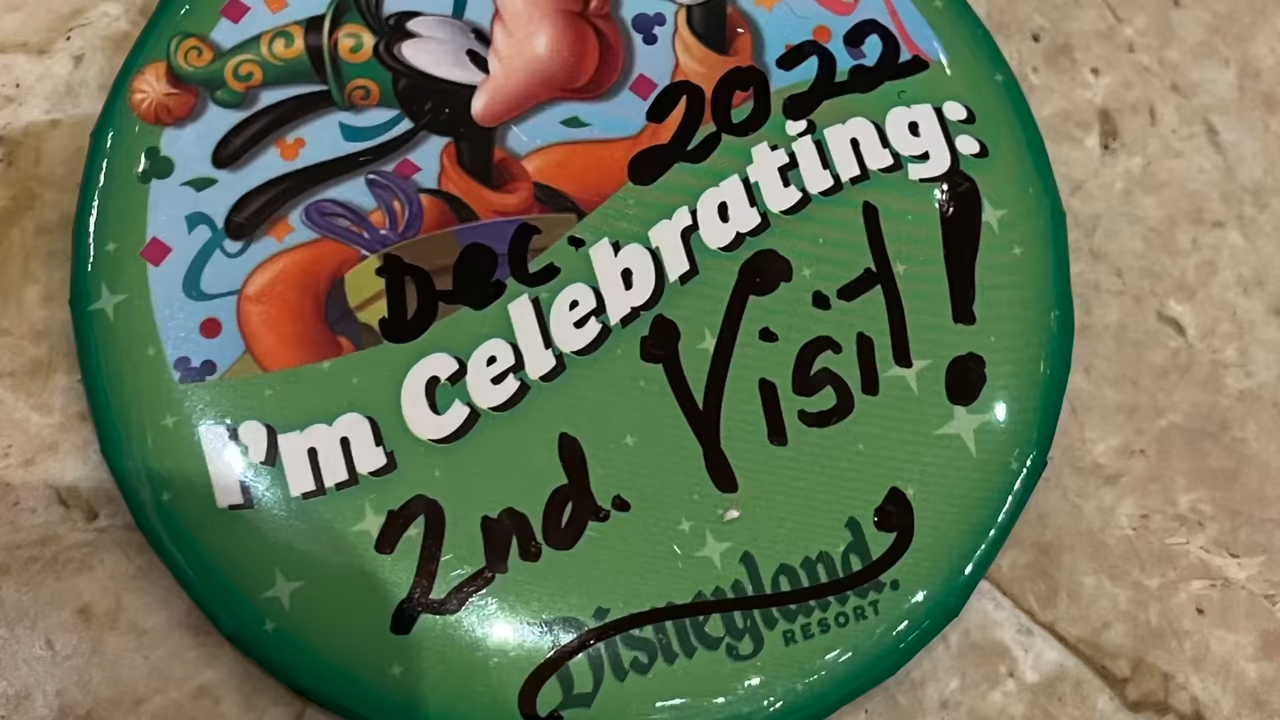 Dec. 2022
I'm Celebrating:
2nd. Visit!
Disneyland.
RESORT